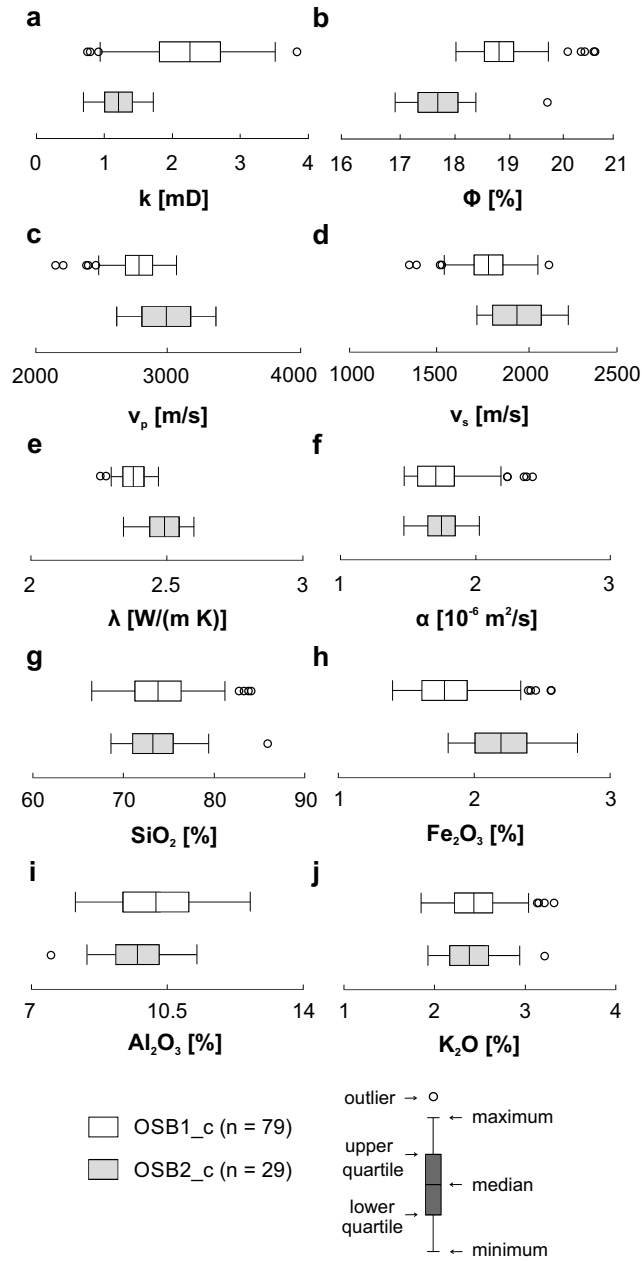 a
0 1 2 3 4
k [mD]
b
16 17 18 19 20 21
Φ [%]
c
2000 3000 4000
vₚ [m/s]
d
1000 1500 2000 2500
vₛ [m/s]
e
2 2.5 3
λ [W/(m K)]
f
1 2 3
α [10⁻⁶ m²/s]
g
60 70 80 90
SiO₂ [%]
h
1 2 3
Fe₂O₃ [%]
i
7 10.5 14
Al₂O₃ [%]
j
1 2 3 4
K₂O [%]
OSB1_c (n = 79)
OSB2_c (n = 29)
outlier
maximum
upper
quartile
median
lower
quartile
minimum